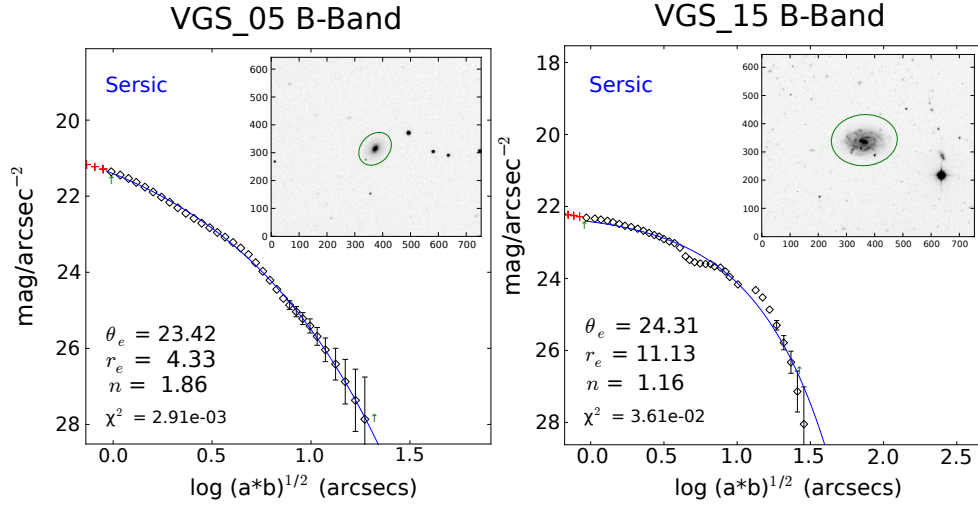 VGS_05 B-Band
Sersic
600
500
400
300
200
100
0
0 100 200 300 400 500 600 700
20
22
24
26
28
mag/arcsec⁻²
θ_e = 23.42
r_e = 4.33
n = 1.86
χ² = 2.91e-03
0.0 0.5 1.0 1.5
log (a*b)^{1/2} (arcsecs)
VGS_15 B-Band
Sersic
600
500
400
300
200
100
0
0 100 200 300 400 500 600 700
18
20
22
24
26
28
mag/arcsec⁻²
θ_e = 24.31
r_e = 11.13
n = 1.16
χ² = 3.61e-02
0.0 0.5 1.0 1.5 2.0 2.5
log (a*b)^{1/2} (arcsecs)